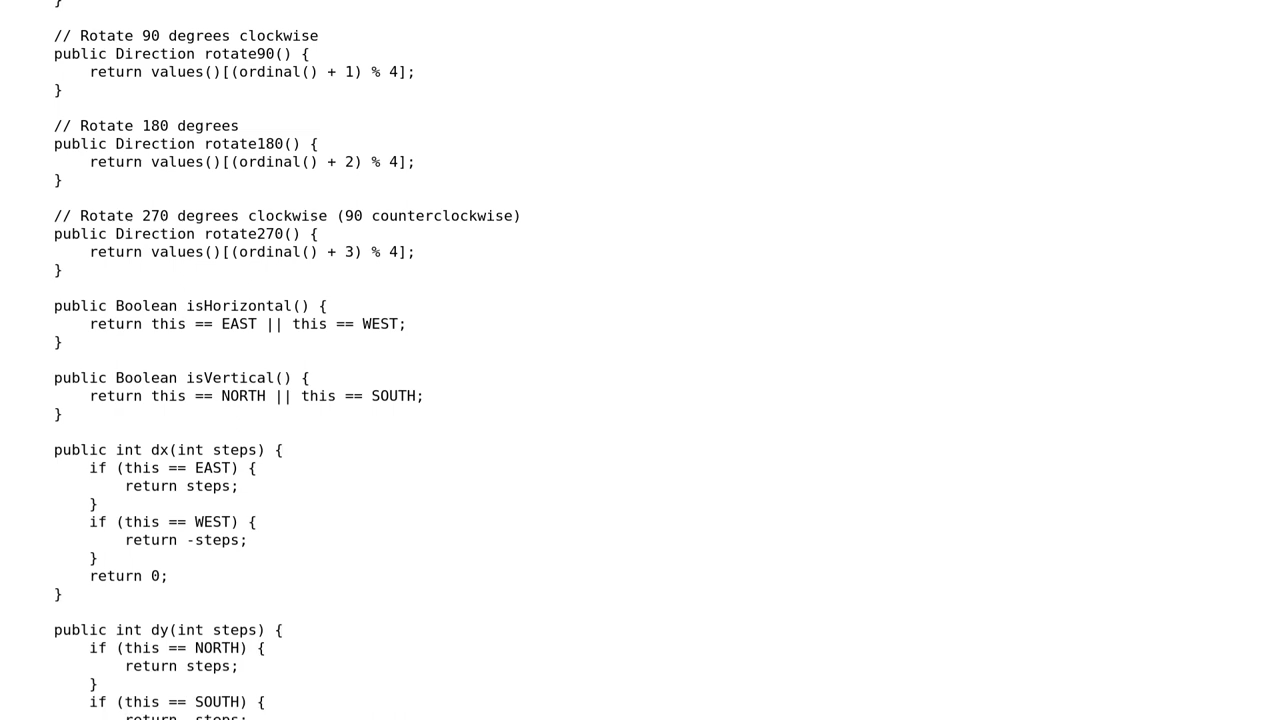 }
// Rotate 90 degrees clockwise
public Direction rotate90() {
return values()[(ordinal() + 1) % 4];
}
// Rotate 180 degrees
public Direction rotate180() {
return values()[(ordinal() + 2) % 4];
}
// Rotate 270 degrees clockwise (90 counterclockwise)
public Direction rotate270() {
return values()[(ordinal() + 3) % 4];
}
public Boolean isHorizontal() {
return this == EAST || this == WEST;
}
public Boolean isVertical() {
return this == NORTH || this == SOUTH;
}
public int dx(int steps) {
if (this == EAST) {
return steps;
}
if (this == WEST) {
return -steps;
}
return 0;
}
public int dy(int steps) {
if (this == NORTH) {
return steps;
}
if (this == SOUTH) {
return -steps;